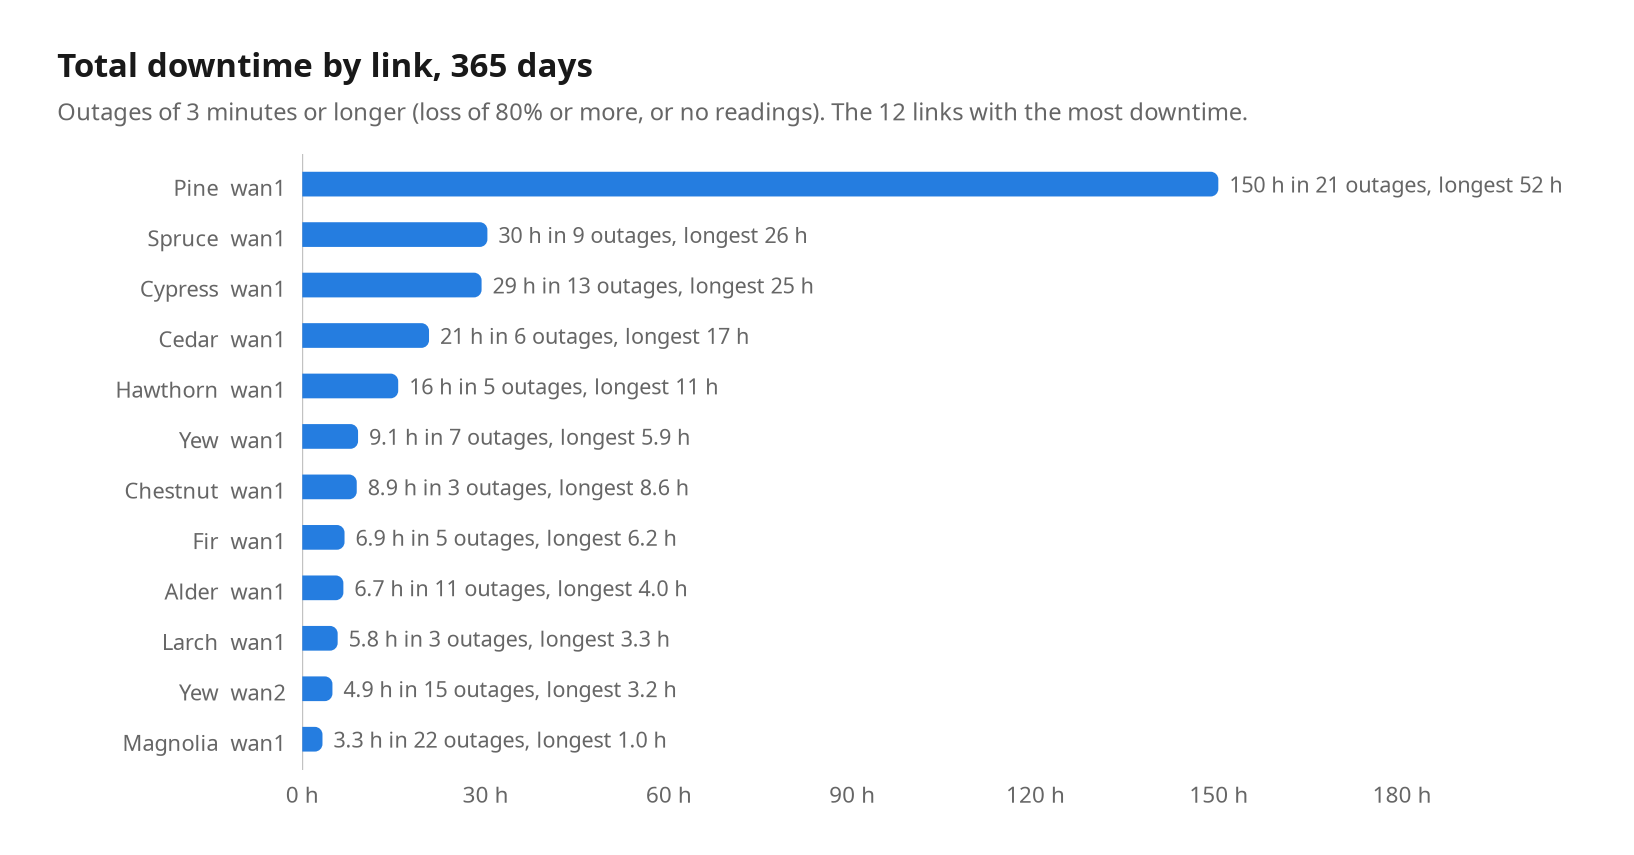 Total downtime by link, 365 days
Outages of 3 minutes or longer (loss of 80% or more, or no readings). The 12 links with the most downtime.
Pine wan1 150 h in 21 outages, longest 52 h
Spruce wan1 30 h in 9 outages, longest 26 h
Cypress wan1 29 h in 13 outages, longest 25 h
Cedar wan1 21 h in 6 outages, longest 17 h
Hawthorn wan1 16 h in 5 outages, longest 11 h
Yew wan1 9.1 h in 7 outages, longest 5.9 h
Chestnut wan1 8.9 h in 3 outages, longest 8.6 h
Fir wan1 6.9 h in 5 outages, longest 6.2 h
Alder wan1 6.7 h in 11 outages, longest 4.0 h
Larch wan1 5.8 h in 3 outages, longest 3.3 h
Yew wan2 4.9 h in 15 outages, longest 3.2 h
Magnolia wan1 3.3 h in 22 outages, longest 1.0 h
0 h 30 h 60 h 90 h 120 h 150 h 180 h